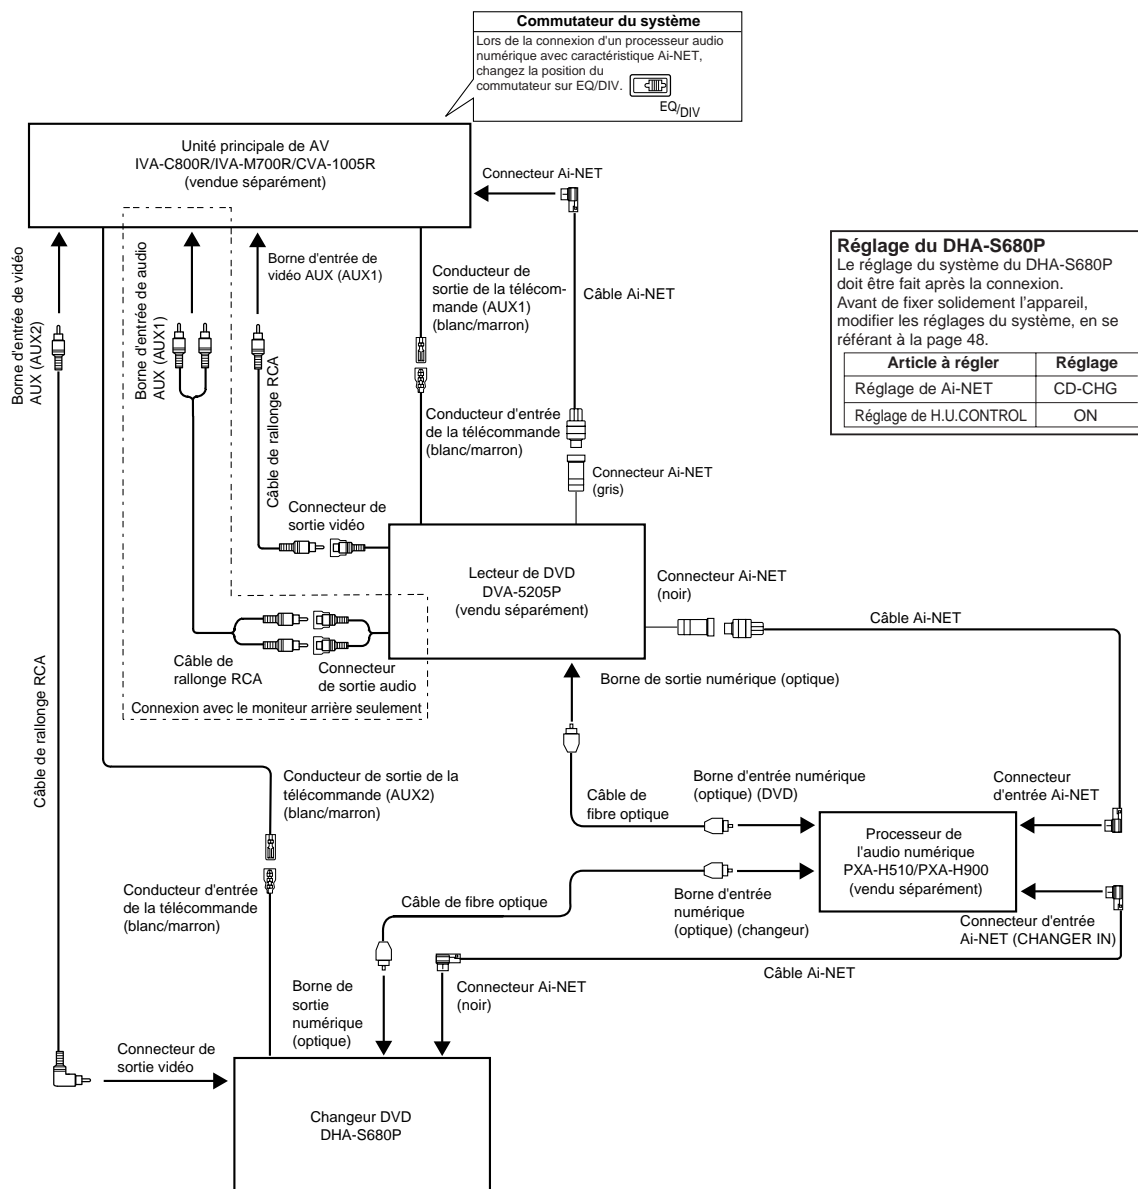 Commutateur du système
Lors de la connexion d'un processeur audio
numérique avec caractéristique Ai-NET,
changez la position du
commutateur sur EQ/DIV.
EQ/DIV
Unité principale de AV
IVA-C800R/IVA-M700R/CVA-1005R
(vendue séparément)
Connecteur Ai-NET
Borne d'entrée de vidéo
AUX (AUX2)
Borne d'entrée de audio
AUX (AUX1)
Borne d'entrée de
vidéo AUX (AUX1)
Conducteur de
sortie de la télécom-
mande (AUX1)
(blanc/marron)
Câble Ai-NET
Réglage du DHA-S680P
Le réglage du système du DHA-S680P
doit être fait après la connexion.
Avant de fixer solidement l'appareil,
modifier les réglages du système, en se
référant à la page 48.
Article à régler Réglage
Réglage de Ai-NET CD-CHG
Réglage de H.U.CONTROL ON
Câble de rallonge RCA
Conducteur d'entrée
de la télécommande
(blanc/marron)
Connecteur Ai-NET
(gris)
Connecteur de
sortie vidéo
Lecteur de DVD
DVA-5205P
(vendu séparément)
Connecteur Ai-NET
(noir)
Câble Ai-NET
Câble de
rallonge RCA
Connecteur
de sortie audio
Connexion avec le moniteur arrière seulement
Borne de sortie numérique (optique)
Câble de rallonge RCA
Conducteur de sortie de la
télécommande (AUX2)
(blanc/marron)
Câble de
fibre optique
Borne d'entrée numérique
(optique) (DVD)
Connecteur
d'entrée Ai-NET
Processeur de
l'audio numérique
PXA-H510/PXA-H900
(vendu séparément)
Conducteur d'entrée
de la télécommande
(blanc/marron)
Câble de fibre optique
Borne d'entrée
numérique
(optique) (changeur)
Connecteur d'entrée
Ai-NET (CHANGER IN)
Câble Ai-NET
Borne de
sortie
numérique
(optique)
Connecteur Ai-NET
(noir)
Connecteur de
sortie vidéo
Changeur DVD
DHA-S680P